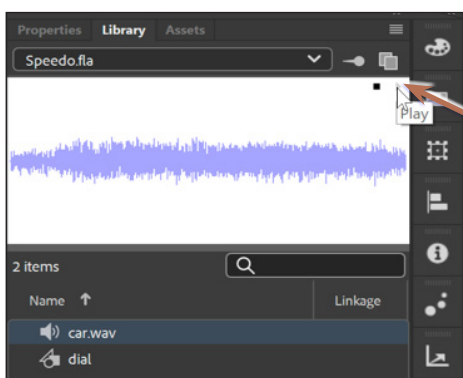 Properties Library Assets
Speedo.fla
Play
2 items
Name Linkage
car.wav
dial